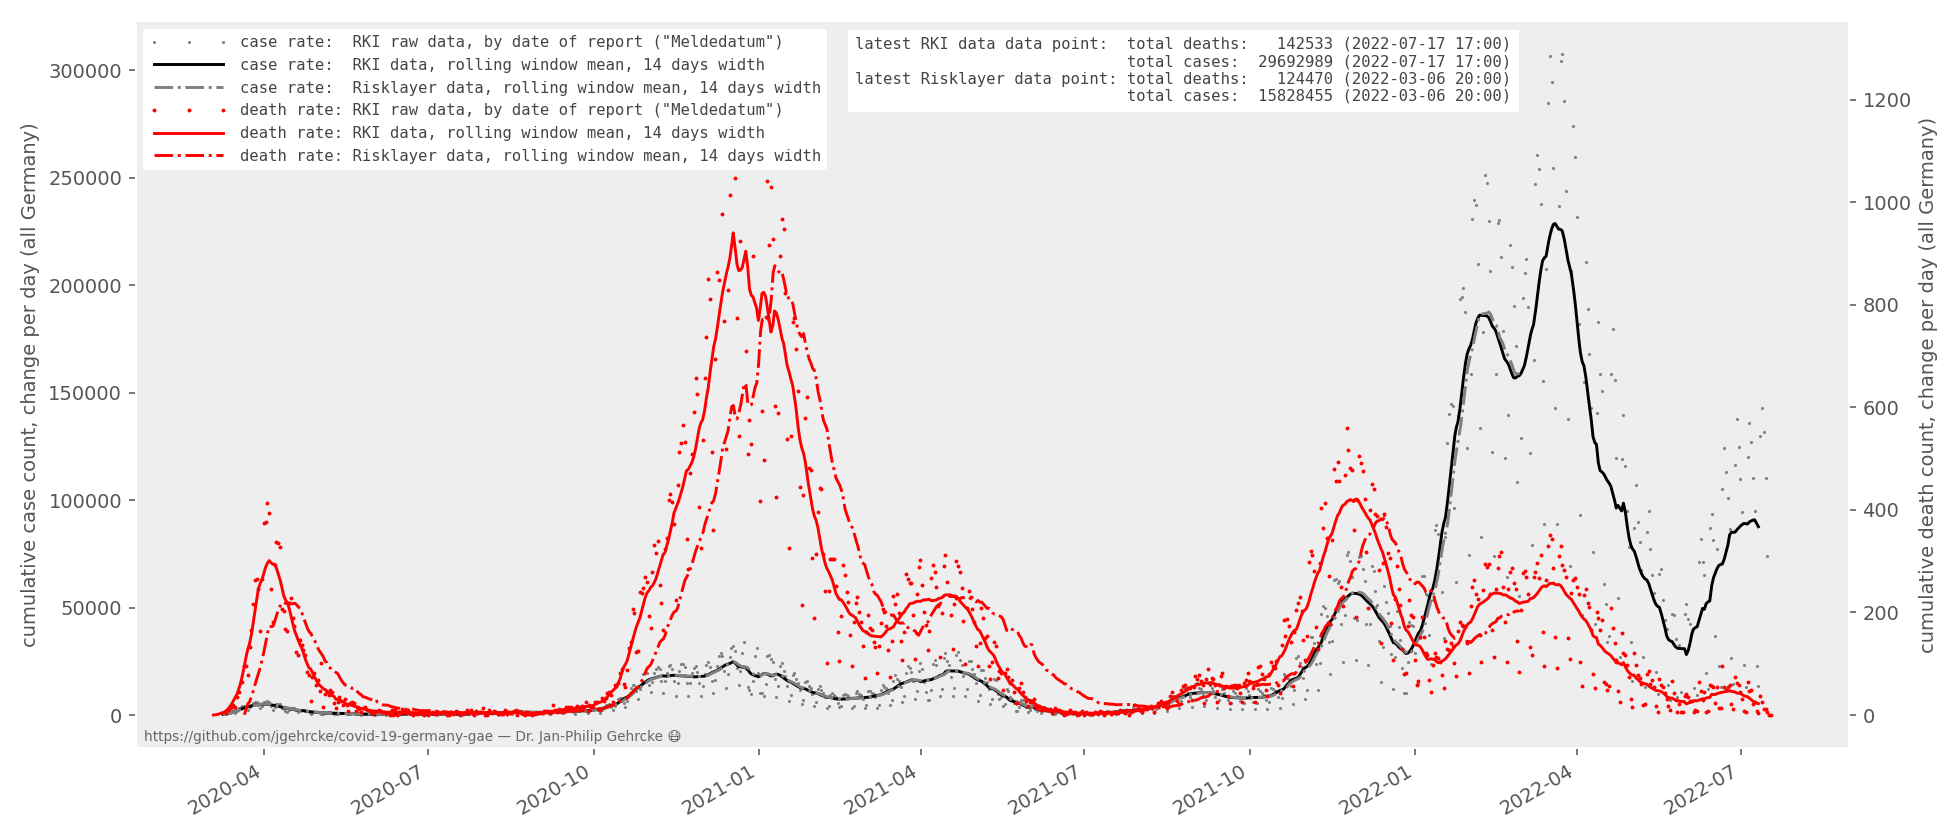 case rate:  RKI raw data, by date of report ("Meldedatum")
case rate:  RKI data, rolling window mean, 14 days width
case rate:  Risklayer data, rolling window mean, 14 days width
death rate: RKI raw data, by date of report ("Meldedatum")
death rate: RKI data, rolling window mean, 14 days width
death rate: Risklayer data, rolling window mean, 14 days width
latest RKI data data point:  total deaths:   142533 (2022-07-17 17:00)
total cases:  29692989 (2022-07-17 17:00)
latest Risklayer data point: total deaths:   124470 (2022-03-06 20:00)
total cases:  15828455 (2022-03-06 20:00)
cumulative case count, change per day (all Germany)
300000
250000
200000
150000
100000
50000
0
1200
1000
800
600
400
200
0
cumulative death count, change per day (all Germany)
https://github.com/jgehrcke/covid-19-germany-gae — Dr. Jan-Philip Gehrcke 😷
2020-04
2020-07
2020-10
2021-01
2021-04
2021-07
2021-10
2022-01
2022-04
2022-07